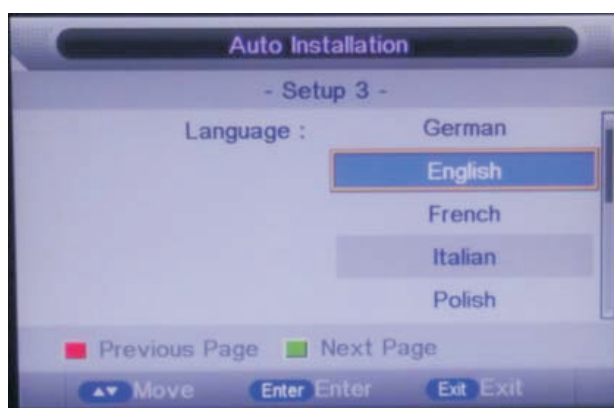 Auto Installation
- Setup 3 -
Language : German
English
French
Italian
Polish
Previous Page Next Page
▲▼ Move Enter Enter Exit Exit